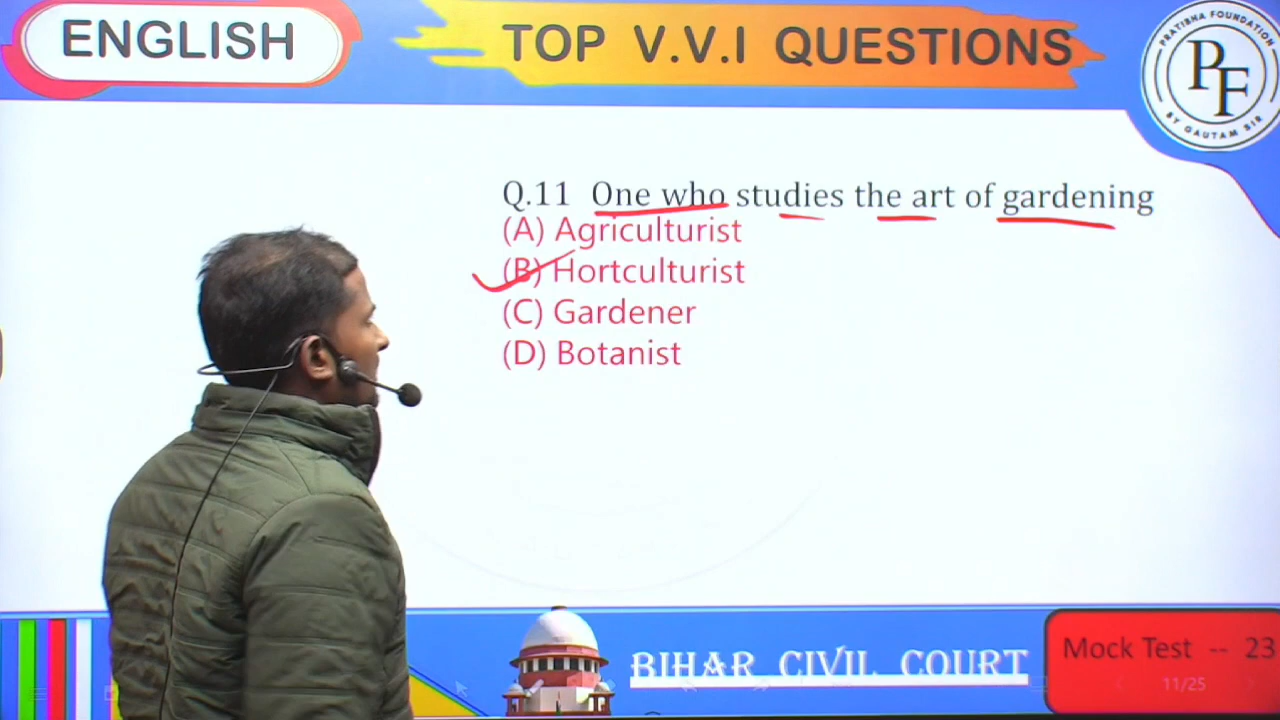 ENGLISH
TOP V.V.I QUESTIONS
PRATIBHA FOUNDATION
PF
BY GAUTAM SIR
Q.11 One who studies the art of gardening
(A) Agriculturist
(B) Hortculturist
(C) Gardener
(D) Botanist
BIHAR CIVIL COURT
Mock Test -- 23
11/25